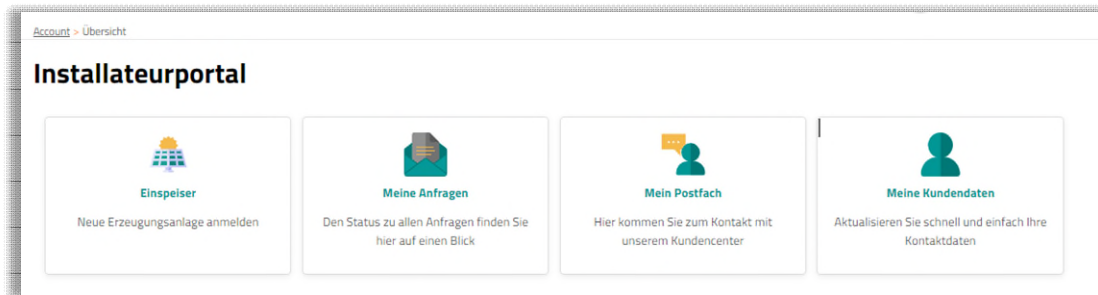 Account > Übersicht
Installateurportal
Einspeiser
Neue Erzeugungsanlage anmelden
Meine Anfragen
Den Status zu allen Anfragen finden Sie
hier auf einen Blick
Mein Postfach
Hier kommen Sie zum Kontakt mit
unserem Kundencenter
Meine Kundendaten
Aktualisieren Sie schnell und einfach Ihre
Kontaktdaten